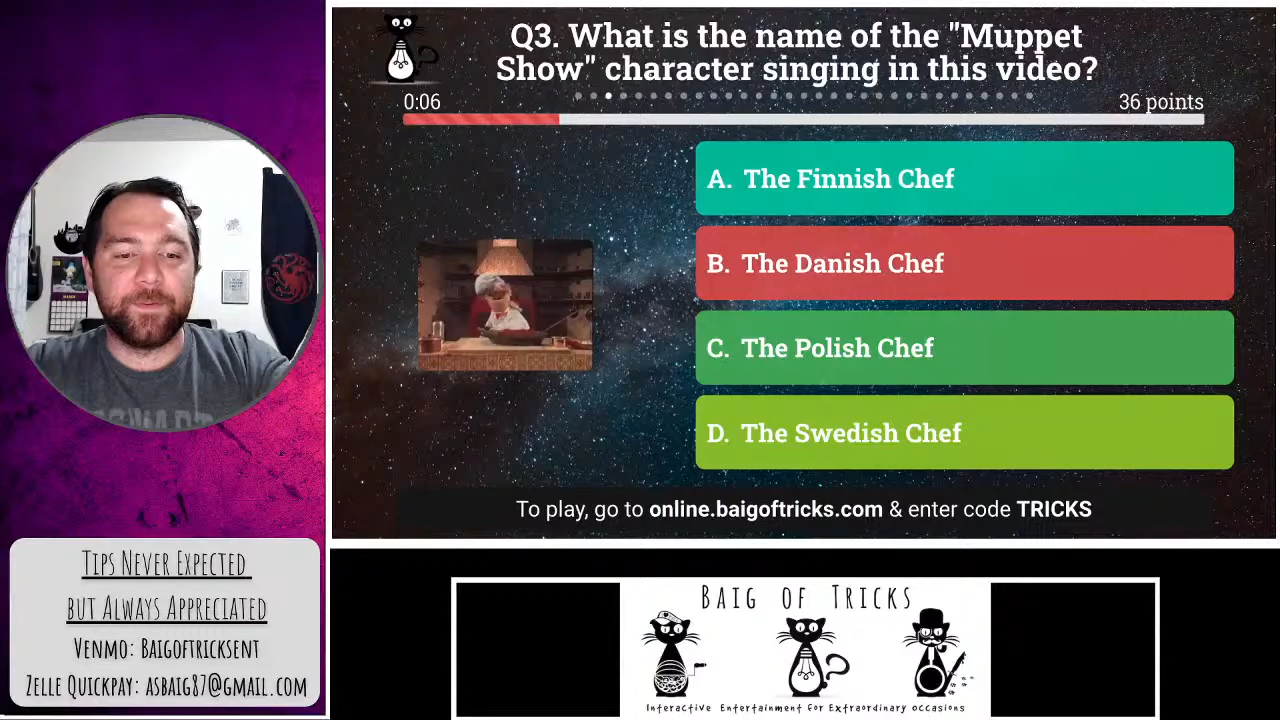 Q3. What is the name of the "Muppet
Show" character singing in this video?
0:06
36 points
A. The Finnish Chef
B. The Danish Chef
C. The Polish Chef
D. The Swedish Chef
To play, go to online.baigoftricks.com & enter code TRICKS
MARCH
Tips Never Expected
but Always Appreciated
Venmo: Baigoftricksent
Zelle Quickpay: asbaig87@gmail.com
Baig of Tricks
Interactive Entertainment for Extraordinary Occasions